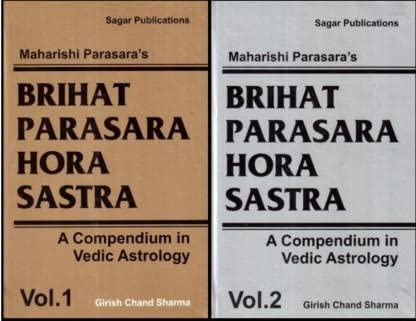 Sagar Publications
Maharishi Parasara's
BRIHAT
PARASARA
HORA
SASTRA
A Compendium in
Vedic Astrology
Vol.1 Girish Chand Sharma
Sagar Publications
Maharishi Parasara's
BRIHAT
PARASARA
HORA
SASTRA
A Compendium in
Vedic Astrology
Vol.2 Girish Chand Sharma